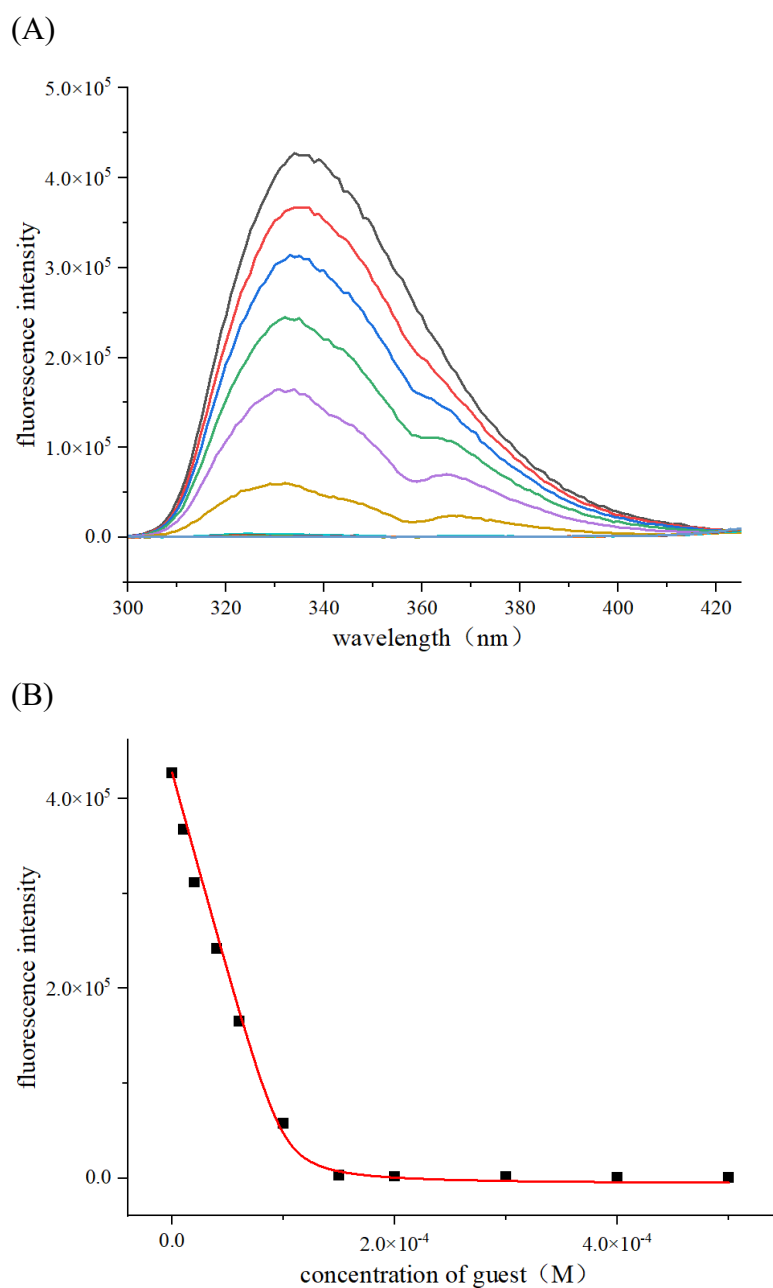 (A)
5.0×10⁵
4.0×10⁵
3.0×10⁵
2.0×10⁵
1.0×10⁵
0.0
fluorescence intensity
300 320 340 360 380 400 420
wavelength（nm）
(B)
4.0×10⁵
2.0×10⁵
0.0
fluorescence intensity
0.0 2.0×10⁻⁴ 4.0×10⁻⁴
concentration of guest（M）